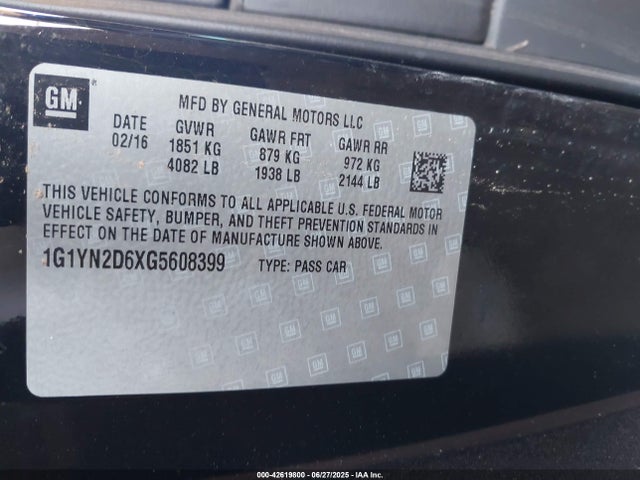 GM
MFD BY GENERAL MOTORS LLC
DATE GVWR GAWR FRT GAWR RR
02/16 1851 KG 879 KG 972 KG
4082 LB 1938 LB 2144 LB
THIS VEHICLE CONFORMS TO ALL APPLICABLE U.S. FEDERAL MOTOR
VEHICLE SAFETY, BUMPER, AND THEFT PREVENTION STANDARDS IN
EFFECT ON THE DATE OF MANUFACTURE SHOWN ABOVE.
1G1YN2D6XG5608399 TYPE: PASS CAR
000-42619800 - 06/27/2025 - IAA Inc.